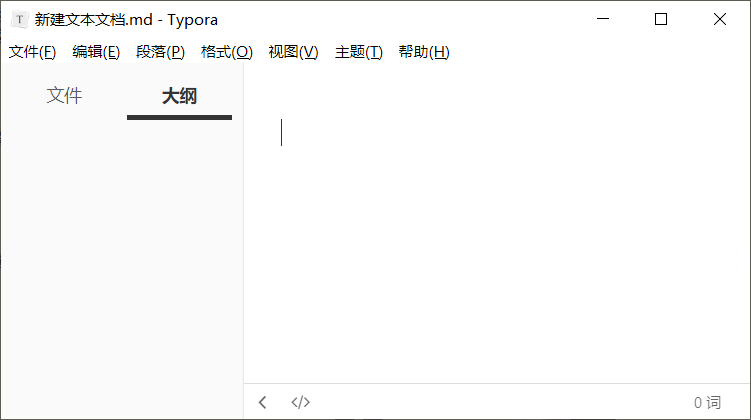 新建文本文档.md - Typora
文件(F) 编辑(E) 段落(P) 格式(O) 视图(V) 主题(T) 帮助(H)
文件 大纲
0 词